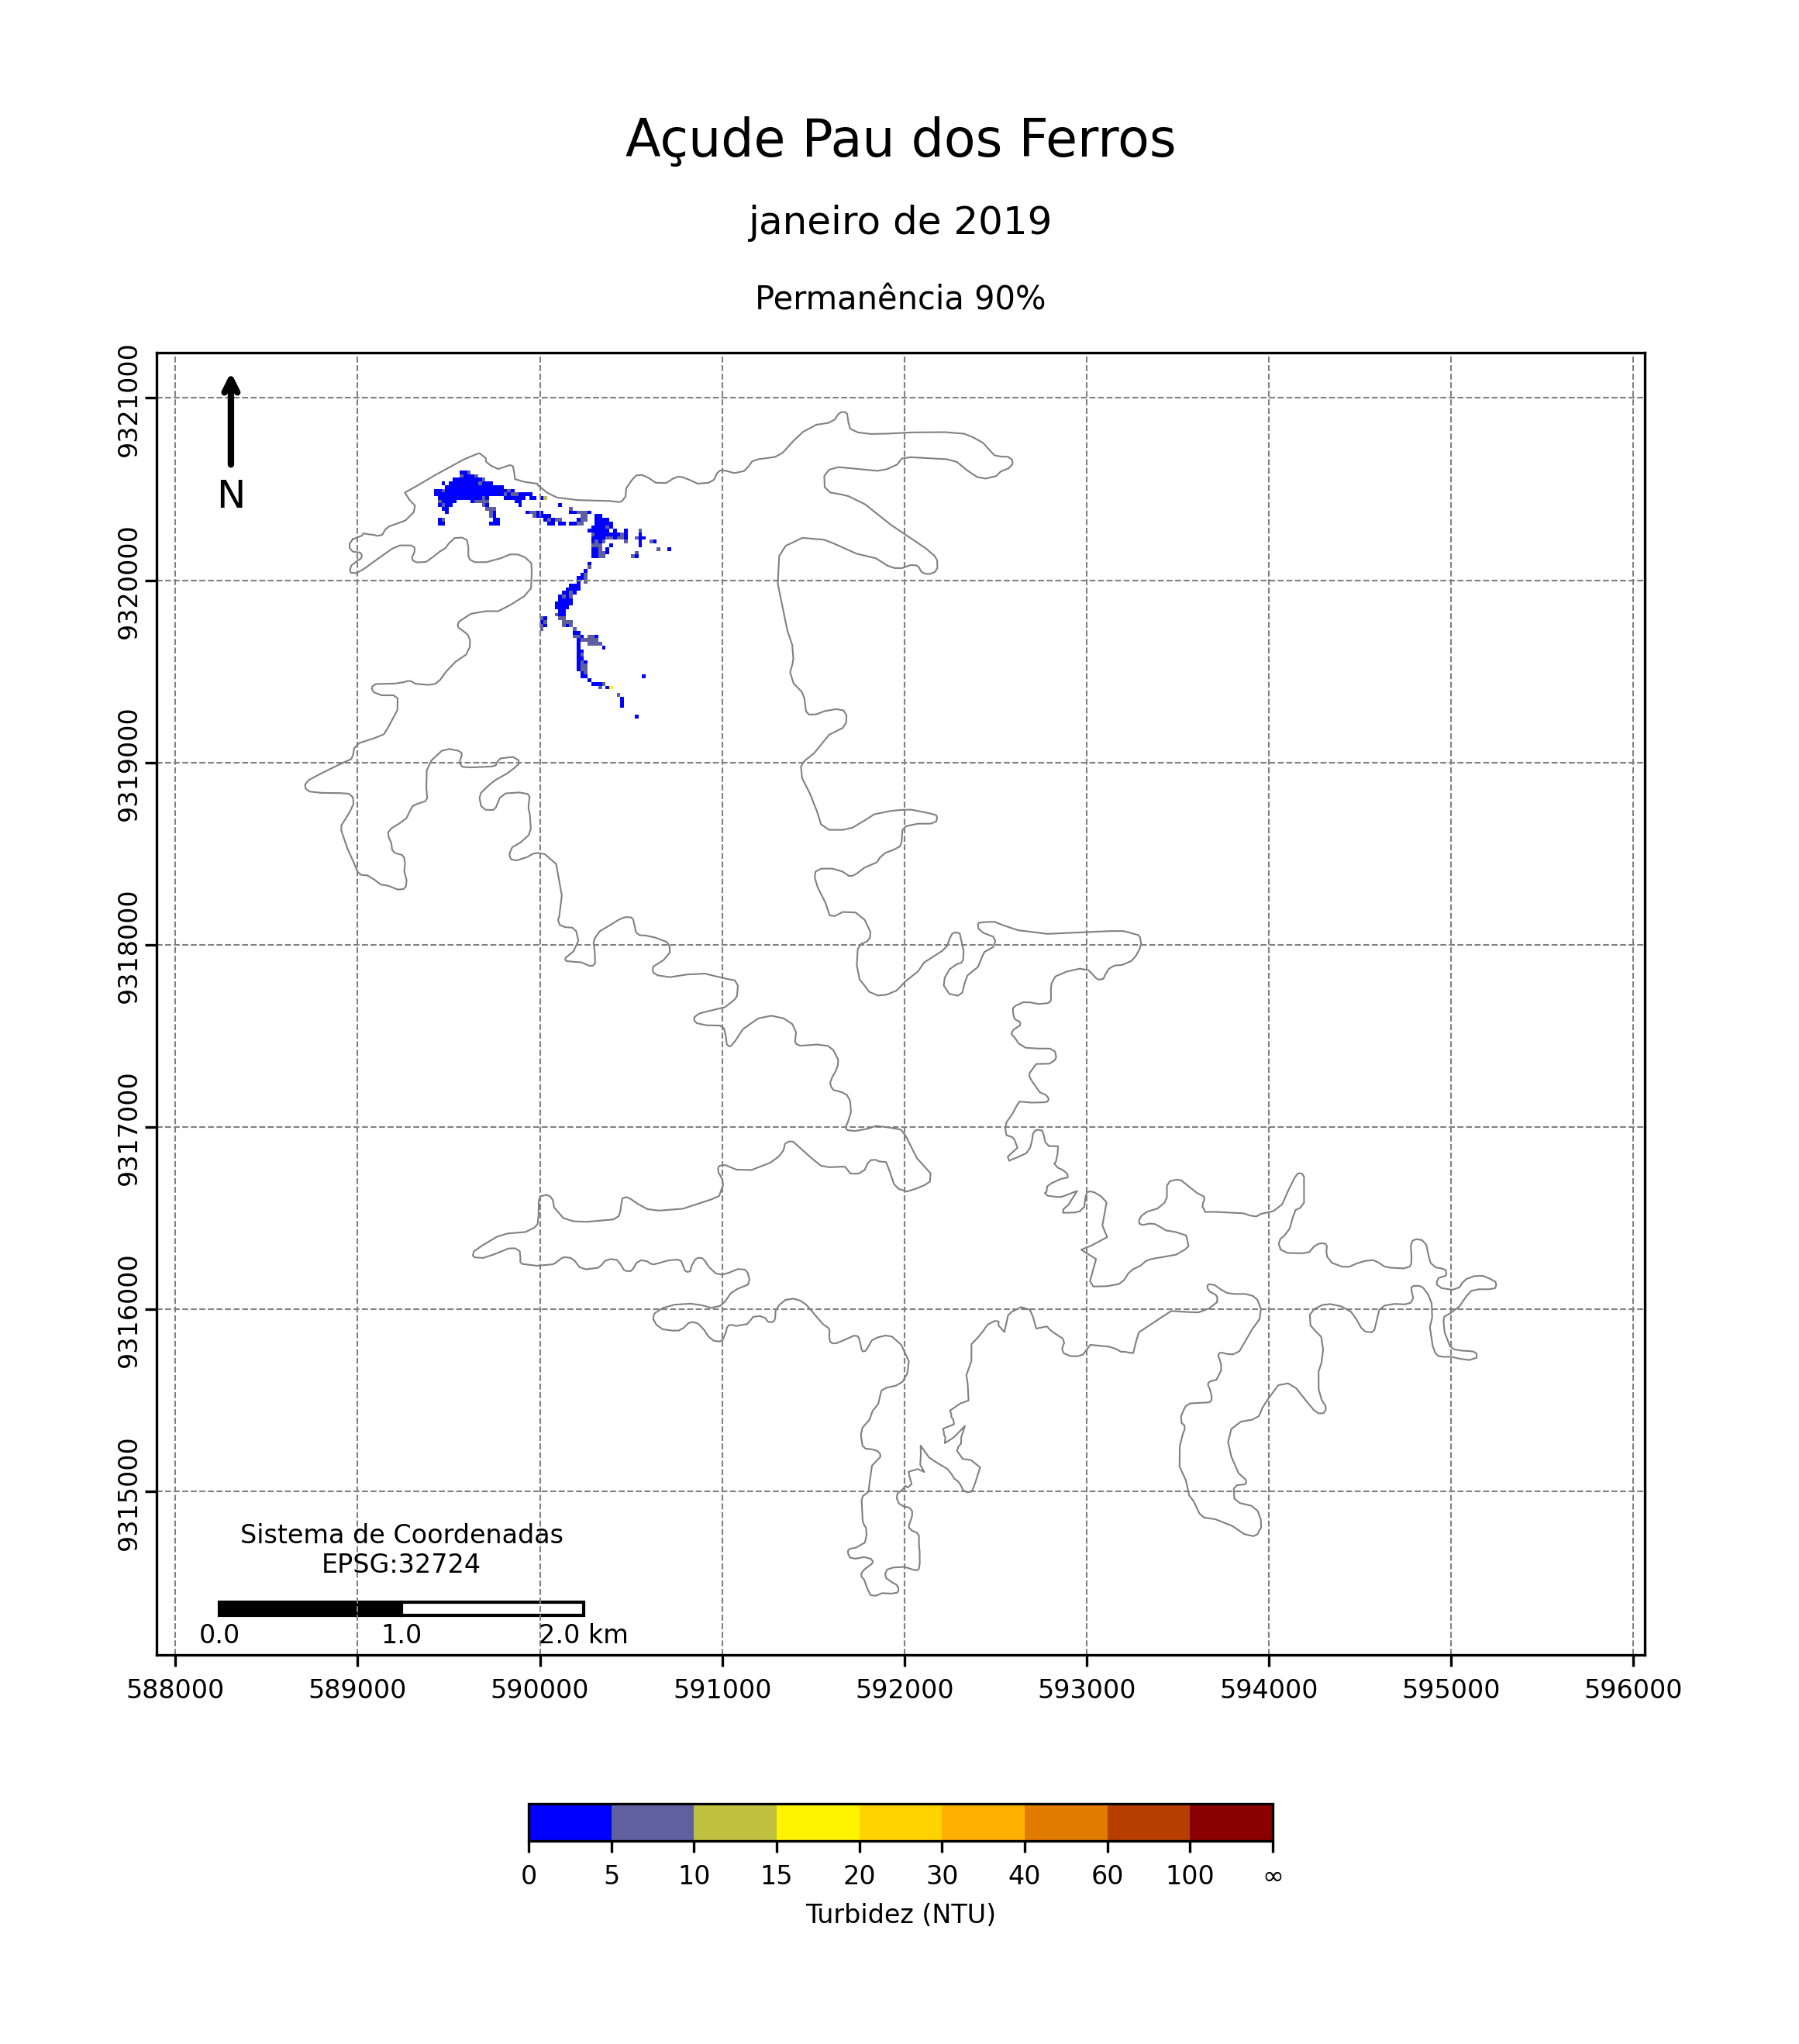 Açude Pau dos Ferros
janeiro de 2019
Permanência 90%
9321000
9320000
9319000
9318000
9317000
9316000
9315000
N
Sistema de Coordenadas
EPSG:32724
0.0 1.0 2.0 km
588000 589000 590000 591000 592000 593000 594000 595000 596000
0 5 10 15 20 30 40 60 100 ∞
Turbidez (NTU)